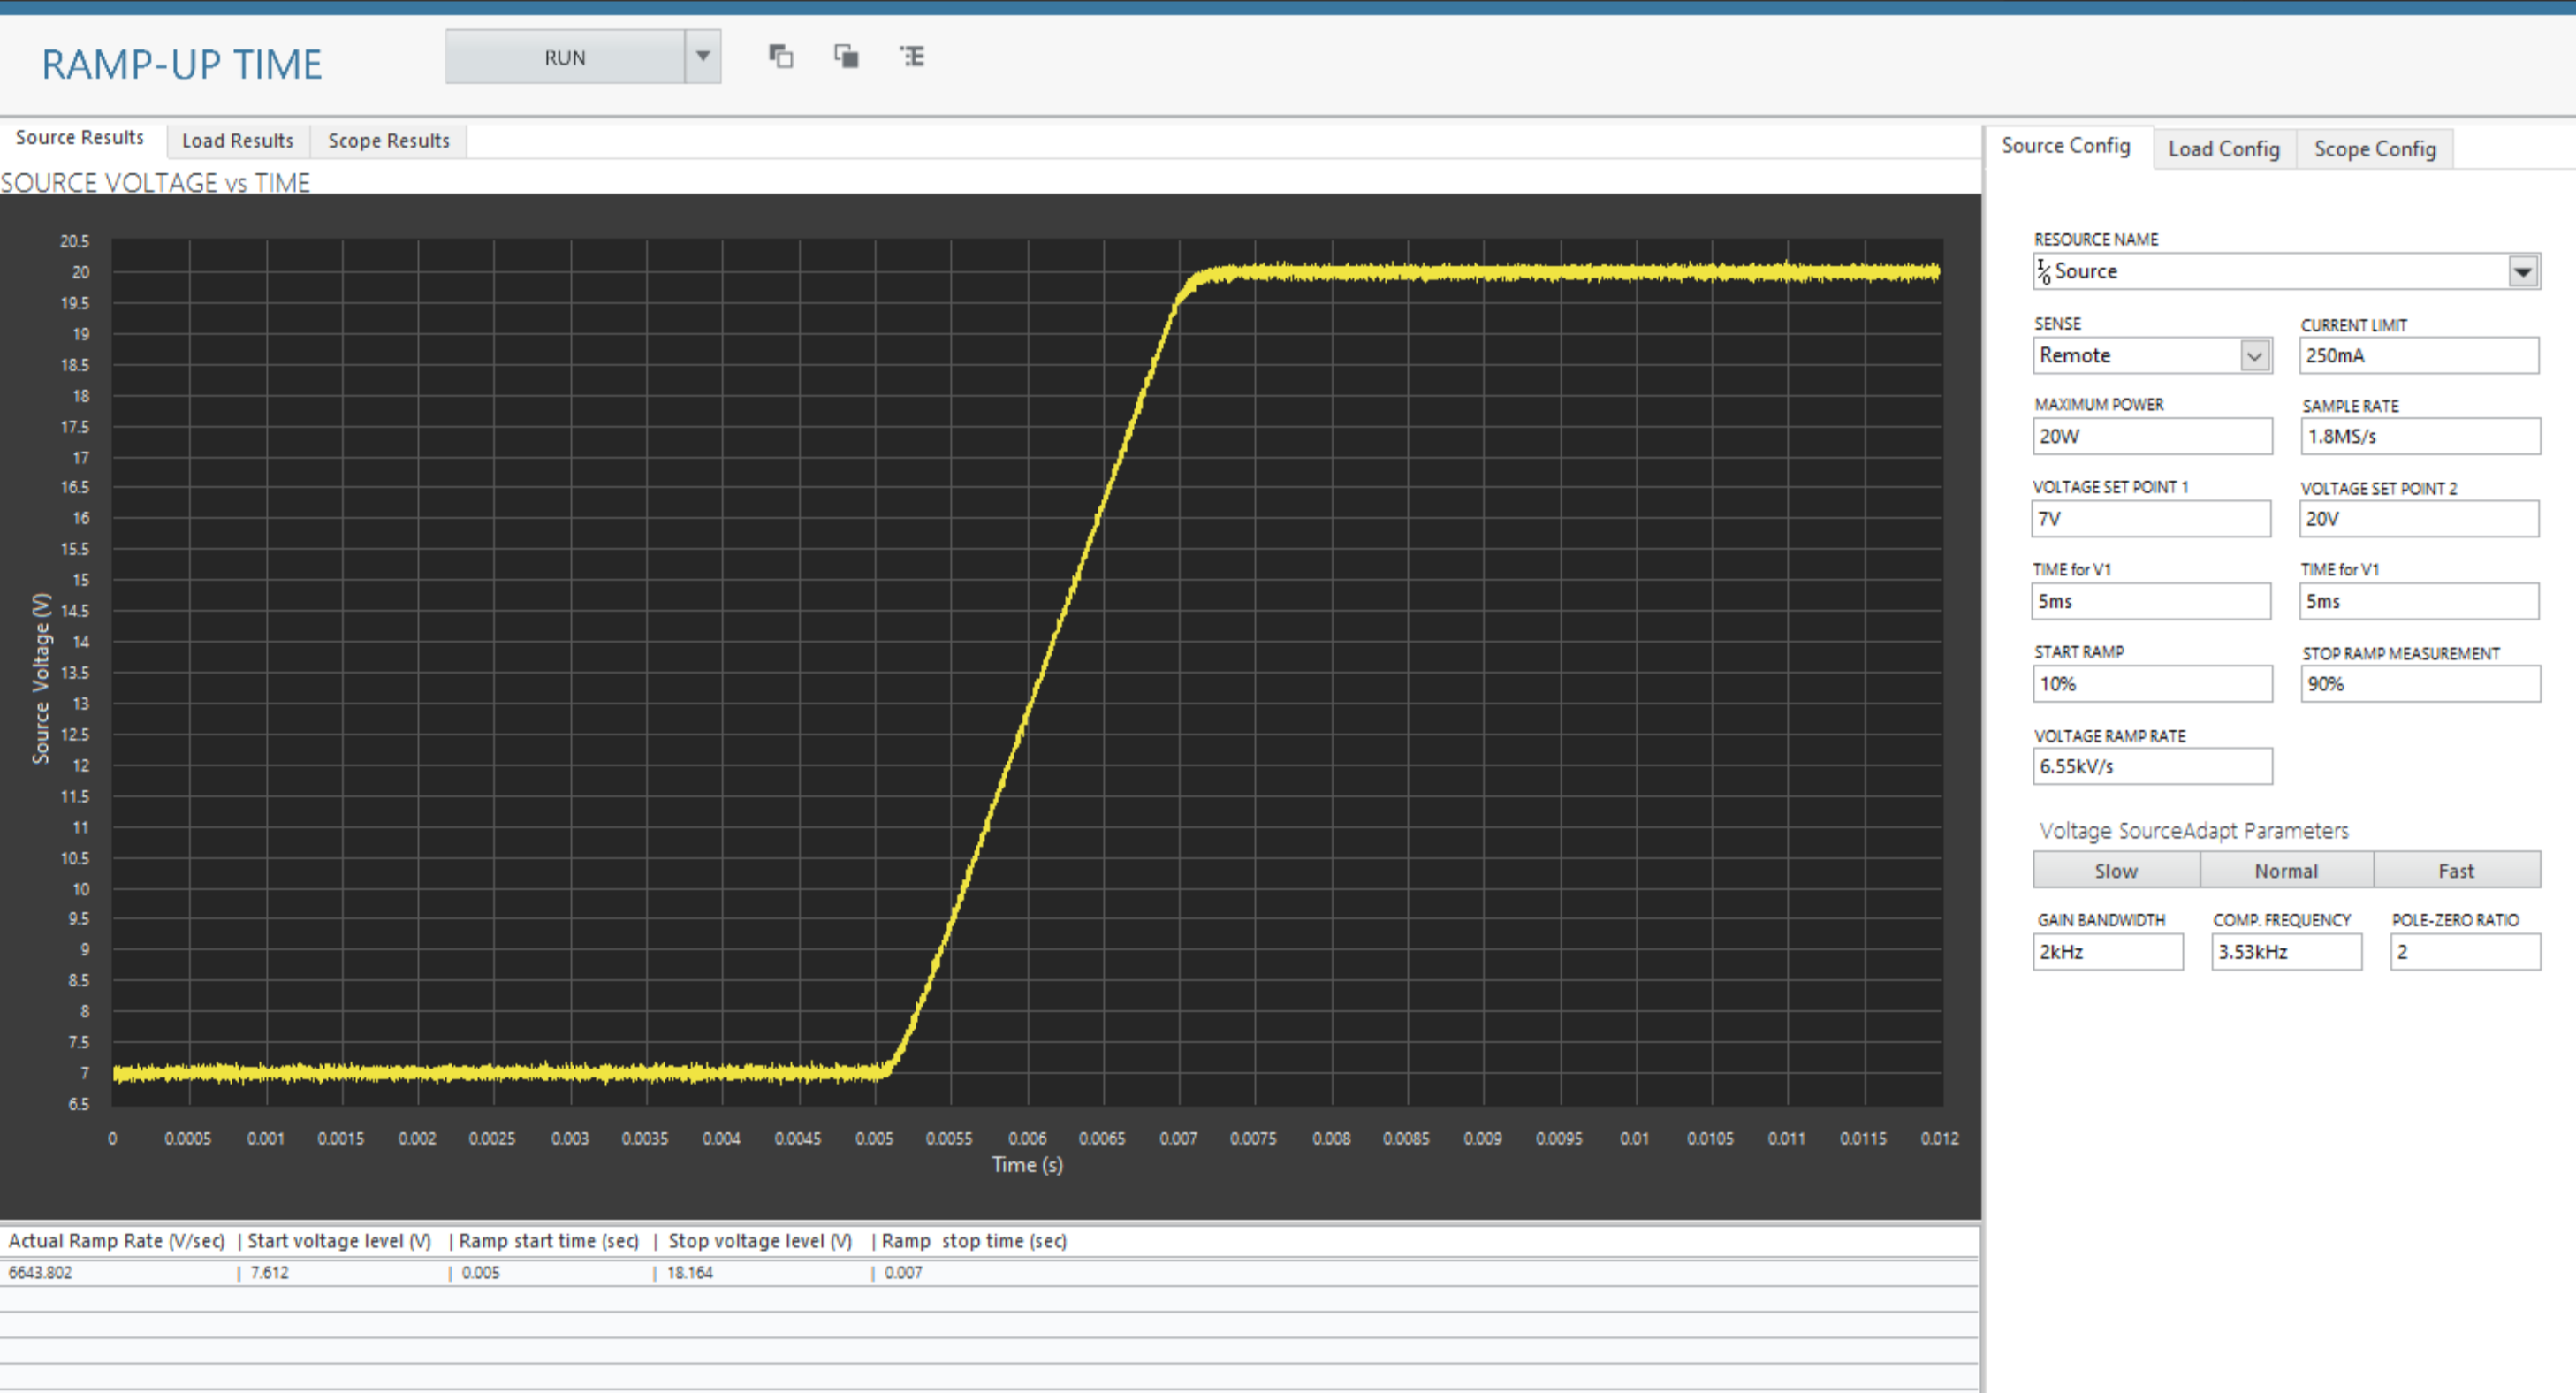 RAMP-UP TIME
RUN
Source Results
Load Results
Scope Results
SOURCE VOLTAGE vs TIME
20.5
20
19.5
19
18.5
18
17.5
17
16.5
16
15.5
15
14.5
14
13.5
13
12.5
12
11.5
11
10.5
10
9.5
9
8.5
8
7.5
7
6.5
Source Voltage (V)
0 0.0005 0.001 0.0015 0.002 0.0025 0.003 0.0035 0.004 0.0045 0.005 0.0055 0.006 0.0065 0.007 0.0075 0.008 0.0085 0.009 0.0095 0.01 0.0105 0.011 0.0115 0.012
Time (s)
Actual Ramp Rate (V/sec) | Start voltage level (V) | Ramp start time (sec) | Stop voltage level (V) | Ramp stop time (sec)
6643.802 | 7.612 | 0.005 | 18.164 | 0.007
Source Config
Load Config
Scope Config
RESOURCE NAME
I/O Source
SENSE
Remote
CURRENT LIMIT
250mA
MAXIMUM POWER
20W
SAMPLE RATE
1.8MS/s
VOLTAGE SET POINT 1
7V
VOLTAGE SET POINT 2
20V
TIME for V1
5ms
TIME for V1
5ms
START RAMP
10%
STOP RAMP MEASUREMENT
90%
VOLTAGE RAMP RATE
6.55kV/s
Voltage SourceAdapt Parameters
Slow
Normal
Fast
GAIN BANDWIDTH
2kHz
COMP. FREQUENCY
3.53kHz
POLE-ZERO RATIO
2